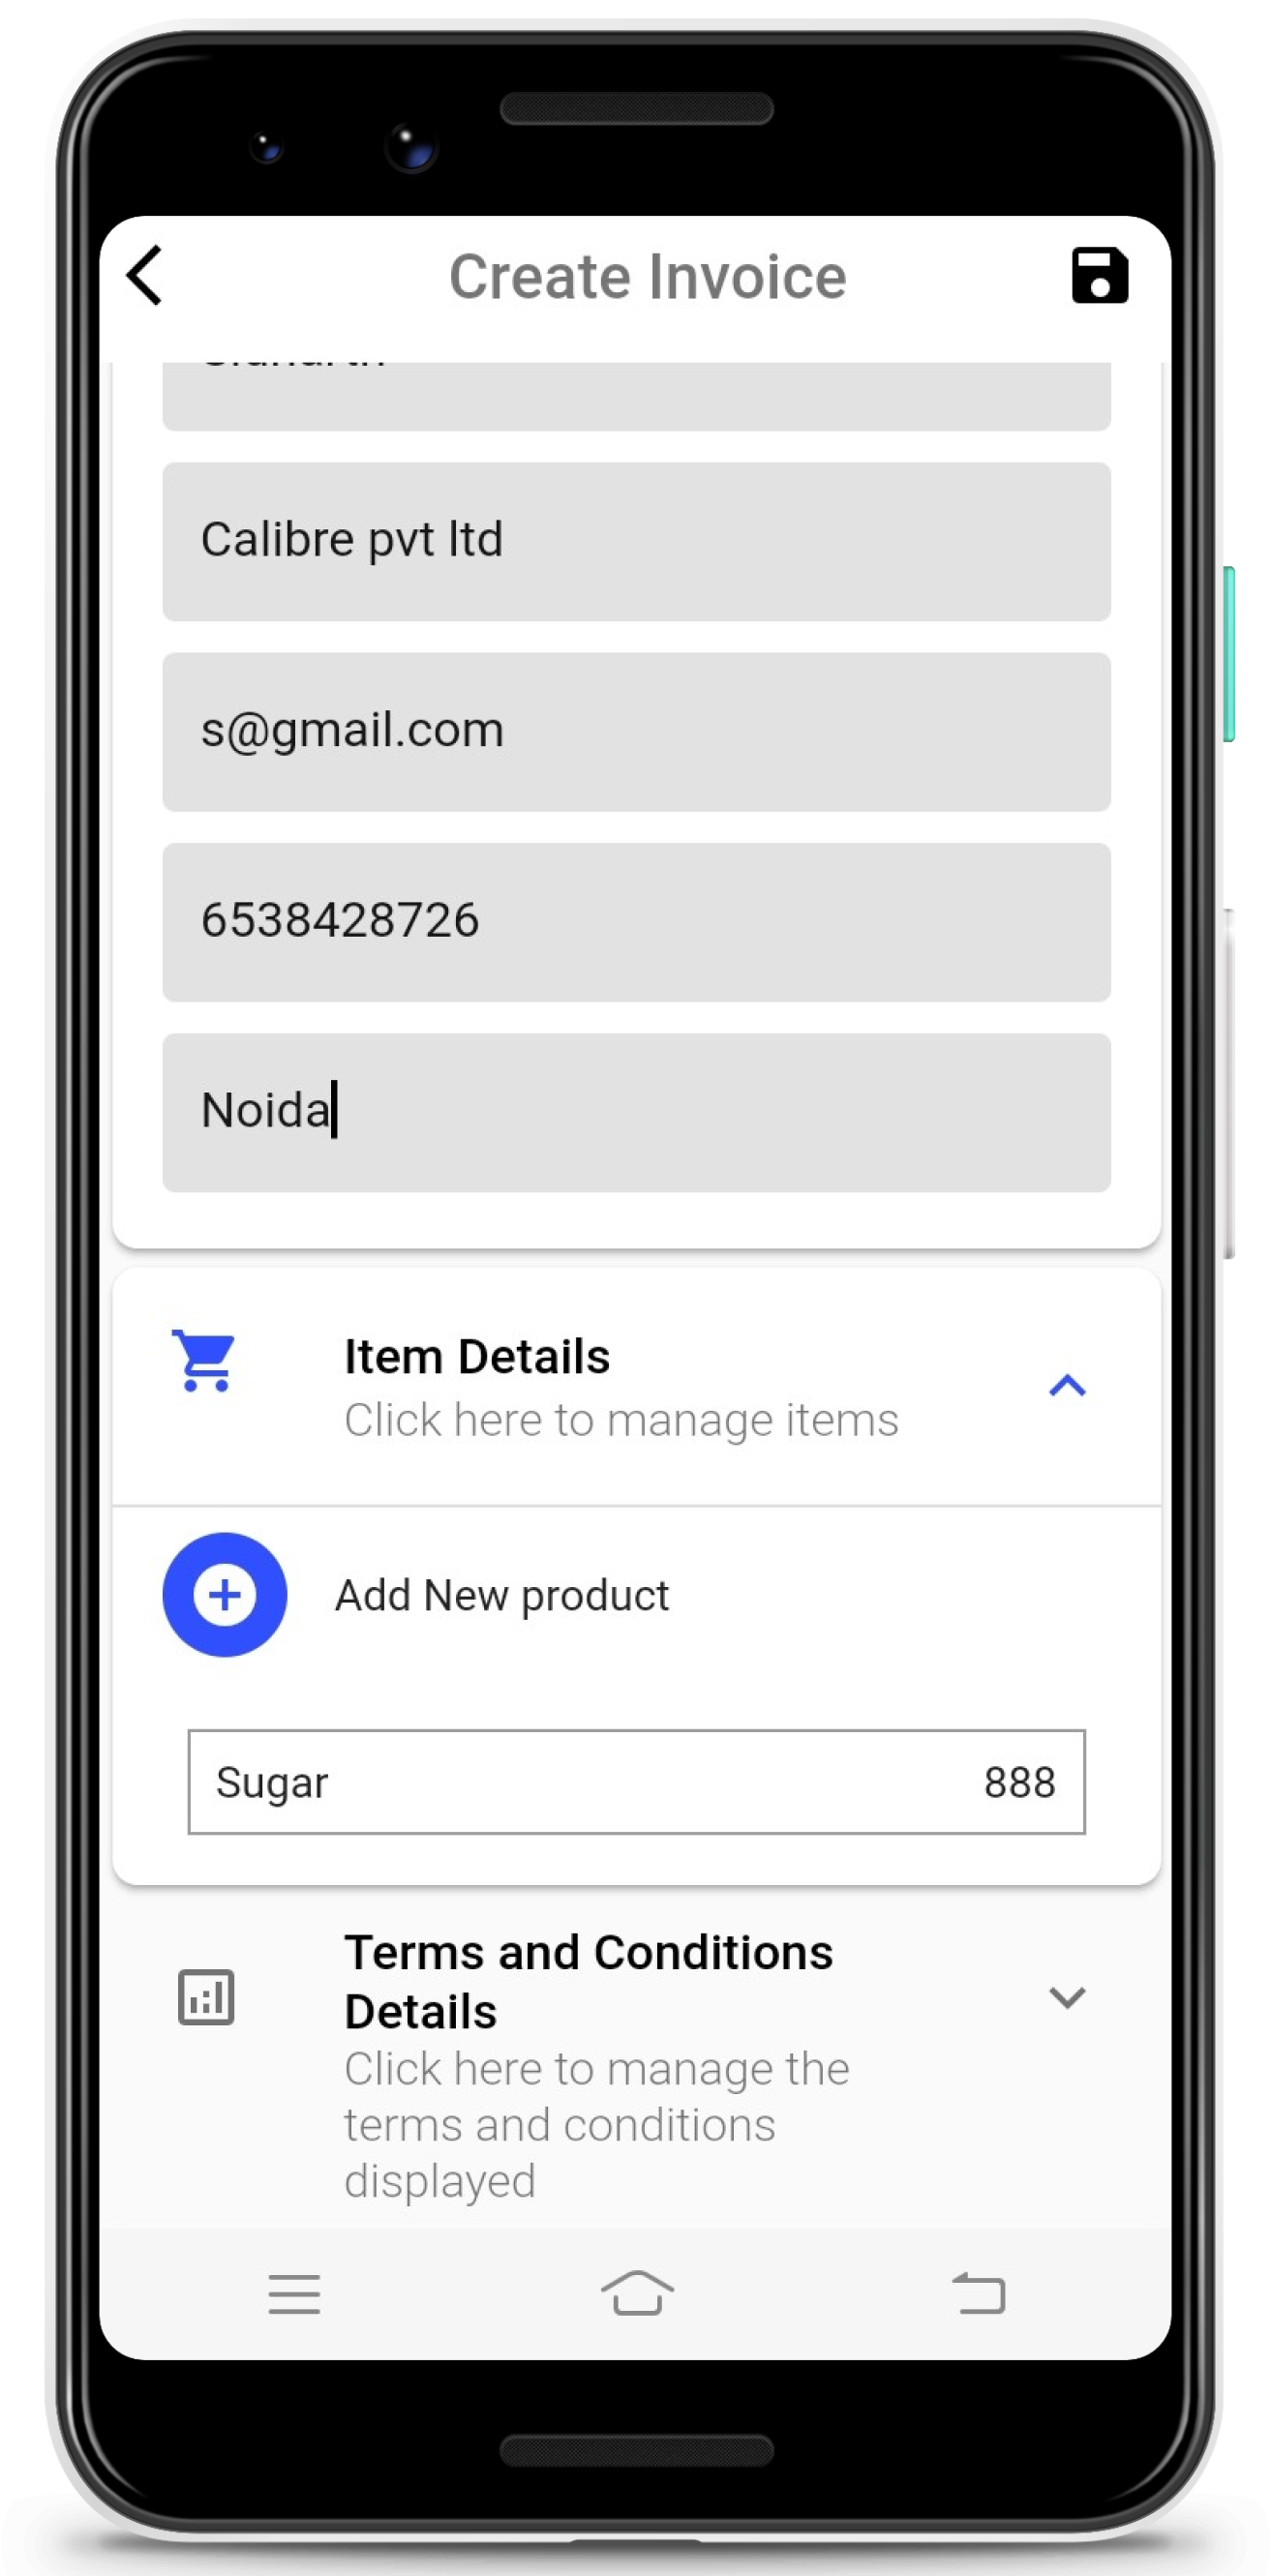 Create Invoice
Calibre pvt ltd
s@gmail.com
6538428726
Noida
Item Details
Click here to manage items
Add New product
Sugar 888
Terms and Conditions
Details
Click here to manage the
terms and conditions
displayed